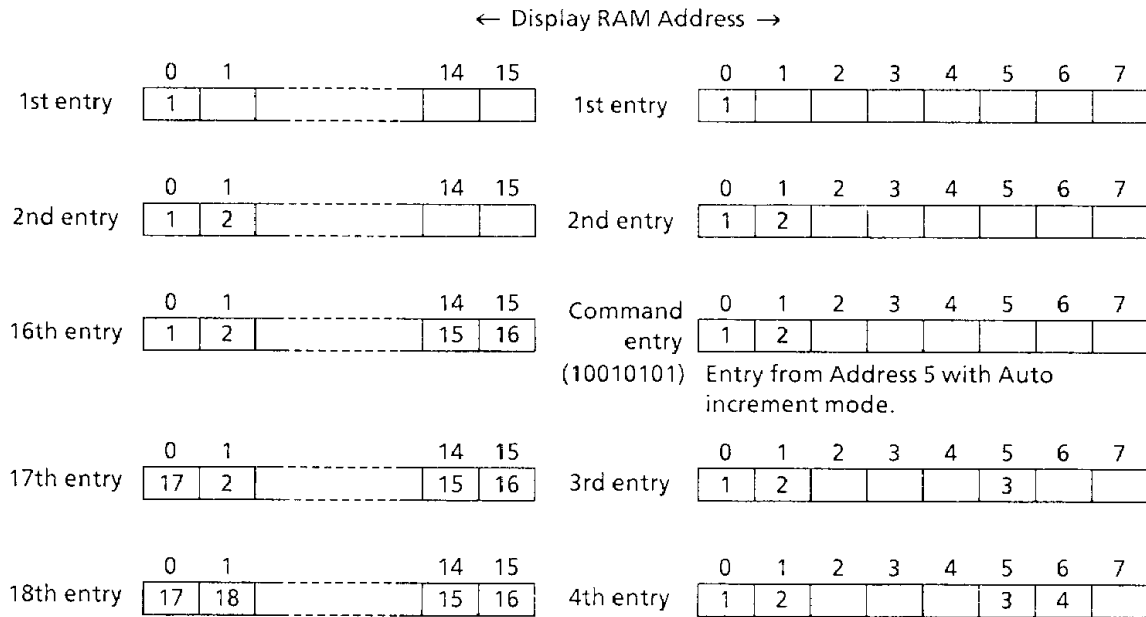 ← Display RAM Address →
0 1 14 15
1st entry 1
0 1 14 15
2nd entry 1 2
0 1 14 15
16th entry 1 2 15 16
0 1 14 15
17th entry 17 2 15 16
0 1 14 15
18th entry 17 18 15 16
0 1 2 3 4 5 6 7
1st entry 1
0 1 2 3 4 5 6 7
2nd entry 1 2
0 1 2 3 4 5 6 7
Command 1 2
entry
(10010101) Entry from Address 5 with Auto
increment mode.
0 1 2 3 4 5 6 7
3rd entry 1 2 3
0 1 2 3 4 5 6 7
4th entry 1 2 3 4